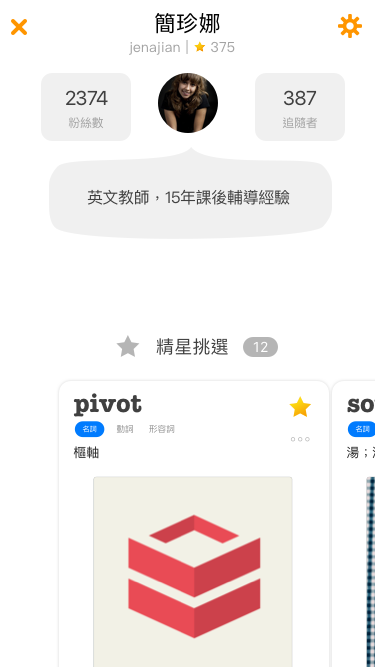 簡珍娜
jenajian | 375
2374
粉絲數
387
追隨者
英文教師，15年課後輔導經驗
精星挑選 12
pivot
名詞 動詞 形容詞
樞軸
so
名詞
湯；